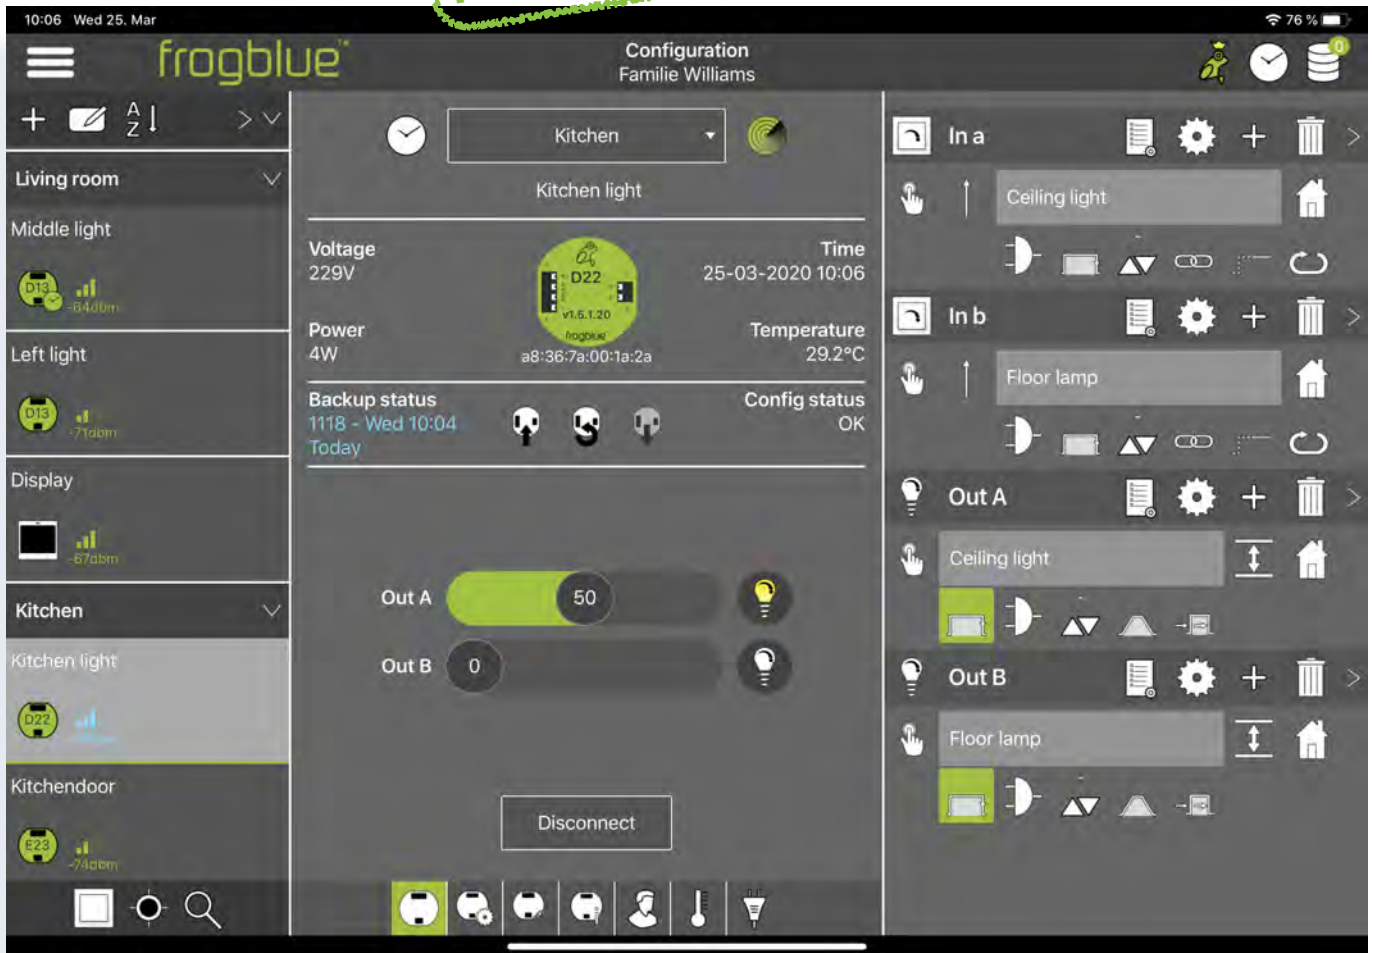 10:06 Wed 25. Mar
76 %
frogblue™
Configuration
Familie Williams
0
A
Z
Living room
Middle light
D13
-64dbm
Left light
D13
-71dbm
Display
-67dbm
Kitchen
Kitchen light
D22
Kitchendoor
E23
-74dbm
Kitchen
Kitchen light
Voltage
229V
Time
25-03-2020 10:06
D22
v1.5.1.20
frogblue
Power
4W
a8:36:7a:00:1a:2a
Temperature
29.2°C
Backup status
1118 - Wed 10:04
Today
Config status
OK
Out A
50
Out B
0
Disconnect
In a
Ceiling light
In b
Floor lamp
Out A
Ceiling light
Out B
Floor lamp